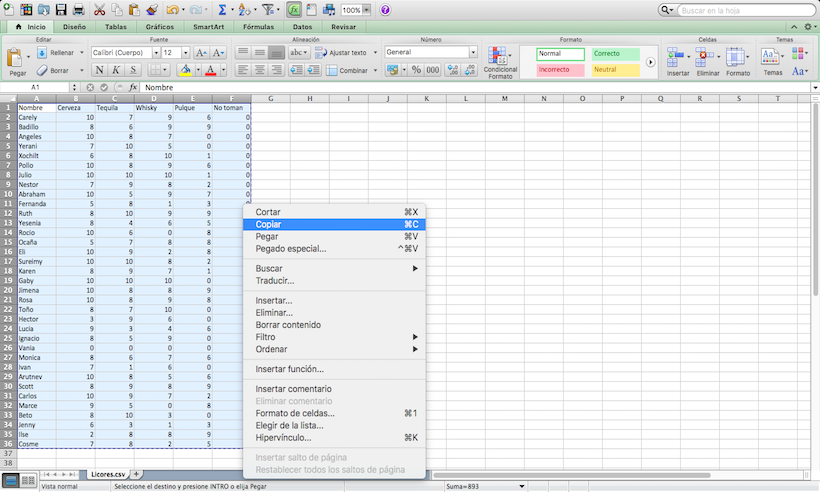 100%
Buscar en la hoja
Inicio Diseño Tablas Gráficos SmartArt Fórmulas Datos Revisar
Editar Fuente Alineación Número Formato Celdas Temas
Pegar
Rellenar
Borrar
Calibri (Cuerpo) 12
N K S
abc
Ajustar texto
Combinar
General
% 000
Condicional
Formato
Normal Correcto
Incorrecto Neutral
Insertar Eliminar Formato Temas Aa
A1 fx Nombre
A B C D E F G H I J K L M N O P Q R S T
1 Nombre Cerveza Tequila Whisky Pulque No toman
2 Carely 10 7 9 6 0
3 Badillo 8 6 9 9 0
4 Angeles 10 8 7 0 0
5 Yerani 7 10 5 0 0
6 Xochilt 6 8 10 1 0
7 Pollo 10 8 9 6 0
8 Julio 10 10 10 1 0
9 Nestor 7 9 8 2 0
10 Abraham 10 5 9 7 0
11 Fernanda 5 8 1 3
12 Ruth 8 10 9 9
13 Yesenia 8 4 6 5
14 Rocio 10 6 0 8
15 Ocaña 5 7 8 8
16 Eli 10 9 2 8
17 Sureimy 10 10 8 2
18 Karen 8 9 7 1
19 Gaby 10 10 10 0
20 Jimena 10 8 8 9
21 Rosa 10 8 9 8
22 Toño 8 7 10 0
23 Hector 3 9 6 0
24 Lucia 9 3 4 6
25 Ignacio 8 5 9 0
26 Vania 0 0 0 0
27 Monica 8 6 7 6
28 Ivan 7 1 6 0
29 Arutnev 10 8 5 6
30 Scott 8 9 8 9
31 Carlos 10 9 7 2
32 Marce 9 5 0 8
33 Beto 8 10 3 0
34 Jenny 6 3 1 3
35 Ilse 2 8 8 9
36 Cosme 7 8 2 5
37
38
Cortar ⌘X
Copiar ⌘C
Pegar ⌘V
Pegado especial... ^⌘V
Buscar
Traducir...
Insertar...
Eliminar...
Borrar contenido
Filtro
Ordenar
Insertar función...
Insertar comentario
Eliminar comentario
Formato de celdas... ⌘1
Elegir de la lista...
Hipervínculo... ⌘K
Insertar salto de página
Restablecer todos los saltos de página
Licores.csv
Vista normal Seleccione el destino y presione INTRO o elija Pegar Suma=893